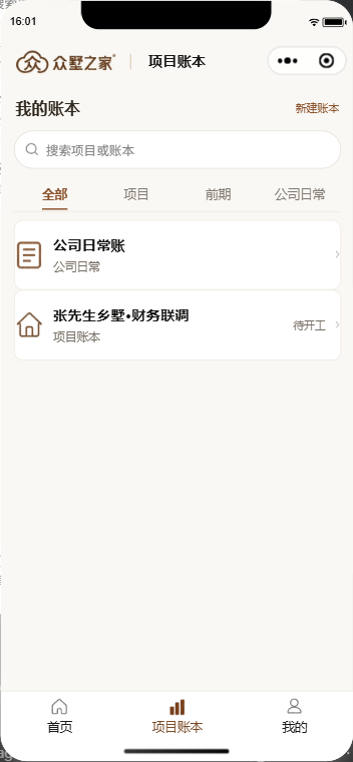 16:01
众墅之家 项目账本
我的账本 新建账本
搜索项目或账本
全部 项目 前期 公司日常
公司日常账
公司日常
张先生乡墅·财务联调
待开工
项目账本
首页 项目账本 我的